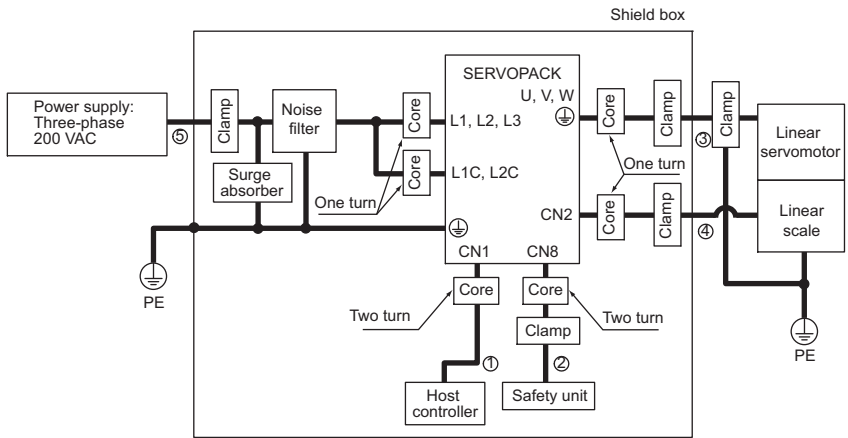 Shield box
SERVOPACK
U, V, W
Power supply:
Three-phase
200 VAC
⑤
Clamp
Noise
filter
Core
L1, L2, L3
Core
Clamp
Clamp
③
Linear
servomotor
Surge
absorber
One turn
Core
L1C, L2C
One turn
CN2
Core
Clamp
④
Linear
scale
PE
CN1
CN8
Two turn
Core
Core
Two turn
Clamp
PE
①
②
Host
controller
Safety unit